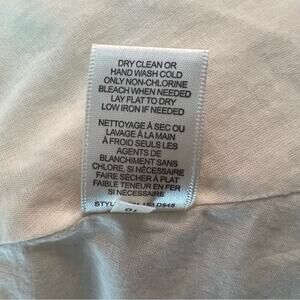 DRY CLEAN OR
HAND WASH COLD
ONLY NON-CHLORINE
BLEACH WHEN NEEDED
LAY FLAT TO DRY
LOW IRON IF NEEDED
NETTOYAGE À SEC OU
LAVAGE À LA MAIN
À FROID SEULS LES
AGENTS DE
BLANCHIMENT SANS
CHLORE, SI NÉCESSAIRE
FAIRE SÉCHER À PLAT
FAIBLE TENEUR EN FER
SI NÉCESSAIRE